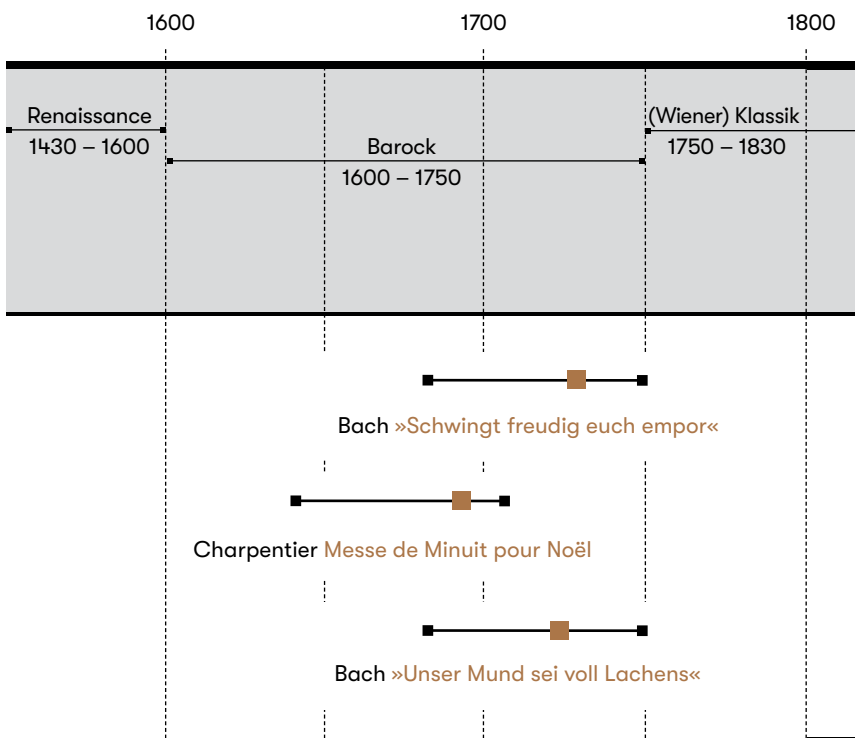 1600 1700 1800
Renaissance
1430 – 1600
Barock
1600 – 1750
(Wiener) Klassik
1750 – 1830
Bach »Schwingt freudig euch empor«
Charpentier Messe de Minuit pour Noël
Bach »Unser Mund sei voll Lachens«